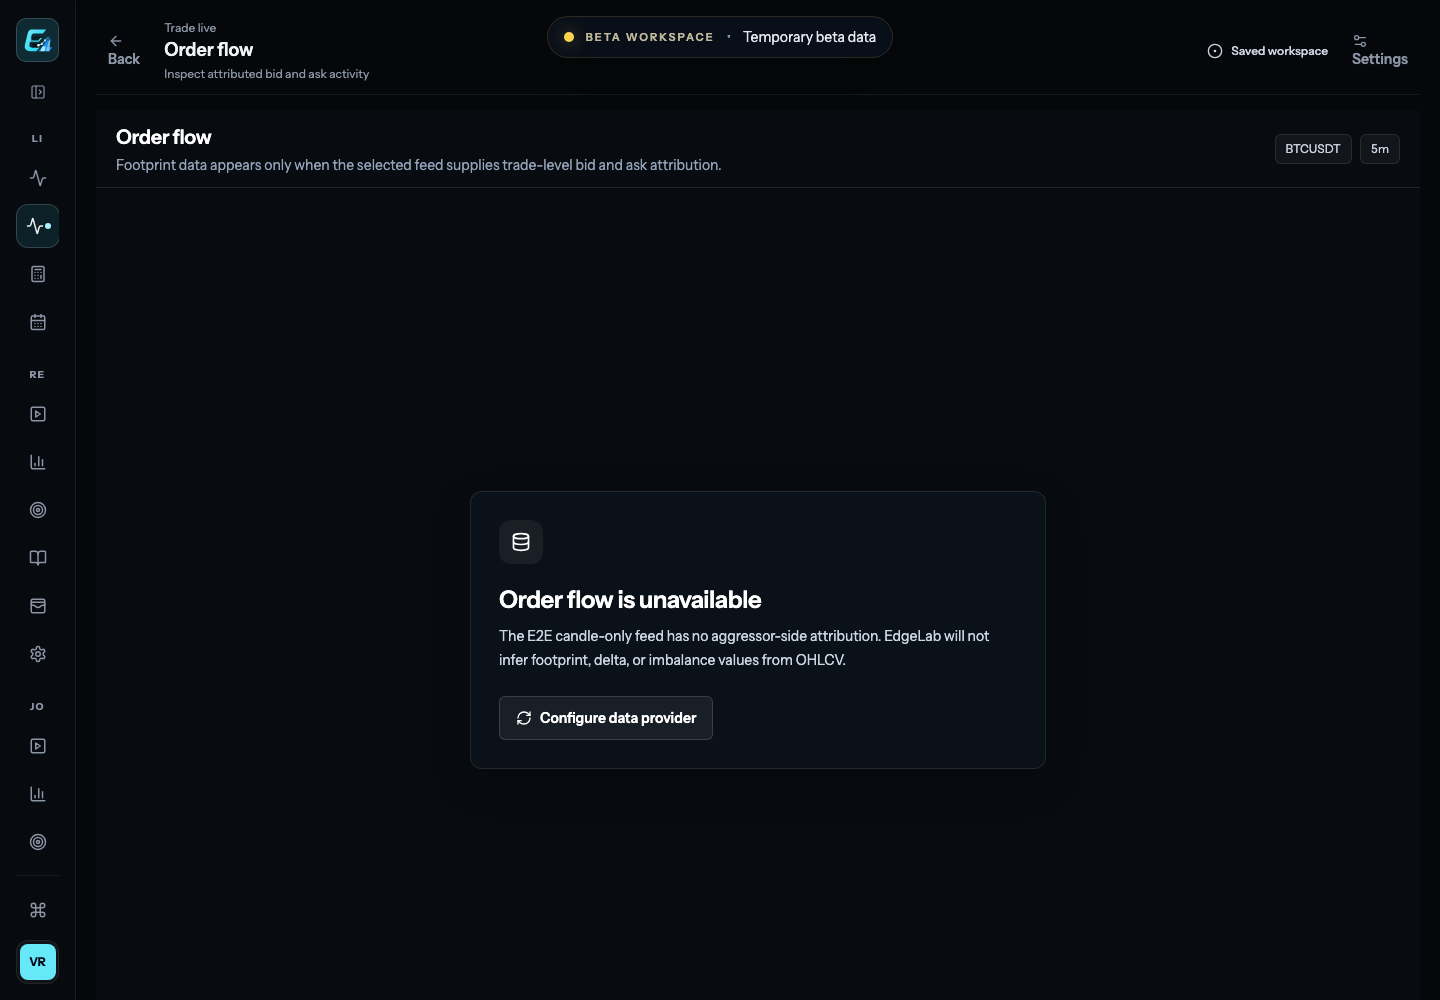 Trade live
Back
Order flow
Inspect attributed bid and ask activity
BETA WORKSPACE • Temporary beta data
Saved workspace
Settings
LI
RE
JO
VR
Order flow
Footprint data appears only when the selected feed supplies trade-level bid and ask attribution.
BTCUSDT
5m
Order flow is unavailable
The E2E candle-only feed has no aggressor-side attribution. EdgeLab will not
infer footprint, delta, or imbalance values from OHLCV.
Configure data provider